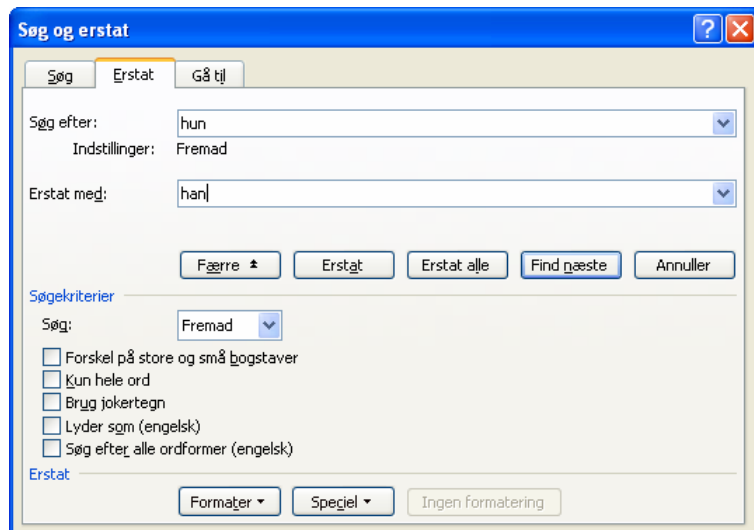 Søg og erstat
Søg Erstat Gå til
Søg efter: hun
Indstillinger: Fremad
Erstat med: han
Færre Erstat Erstat alle Find næste Annuller
Søgekriterier
Søg: Fremad
Forskel på store og små bogstaver
Kun hele ord
Brug jokertegn
Lyder som (engelsk)
Søg efter alle ordformer (engelsk)
Erstat
Formater Speciel Ingen formatering